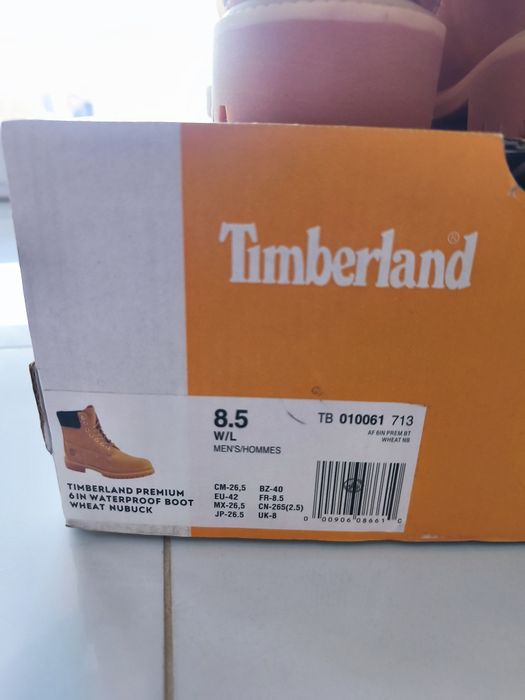 Timberland®
8.5
W/L
MEN'S/HOMMES
TB 010061 713
AF 6IN PREM BT
WHEAT NB
TIMBERLAND PREMIUM
6 IN WATERPROOF BOOT
WHEAT NUBUCK
CM-26,5 BZ-40
EU-42 FR-8.5
MX-26,5 CN-265(2.5)
JP-26.5 UK-8
0 00906 08661 C